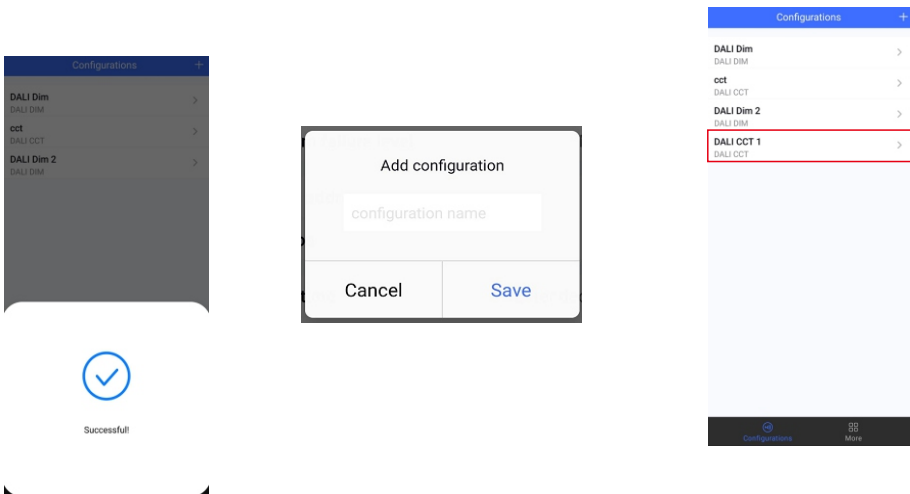 Configurations +
DALI Dim
DALI DIM
cct
DALI CCT
DALI Dim 2
DALI DIM
Successful!
Add configuration
configuration name
Cancel
Save
Configurations +
DALI Dim
DALI DIM
cct
DALI CCT
DALI Dim 2
DALI DIM
DALI CCT 1
DALI CCT
Configurations
More